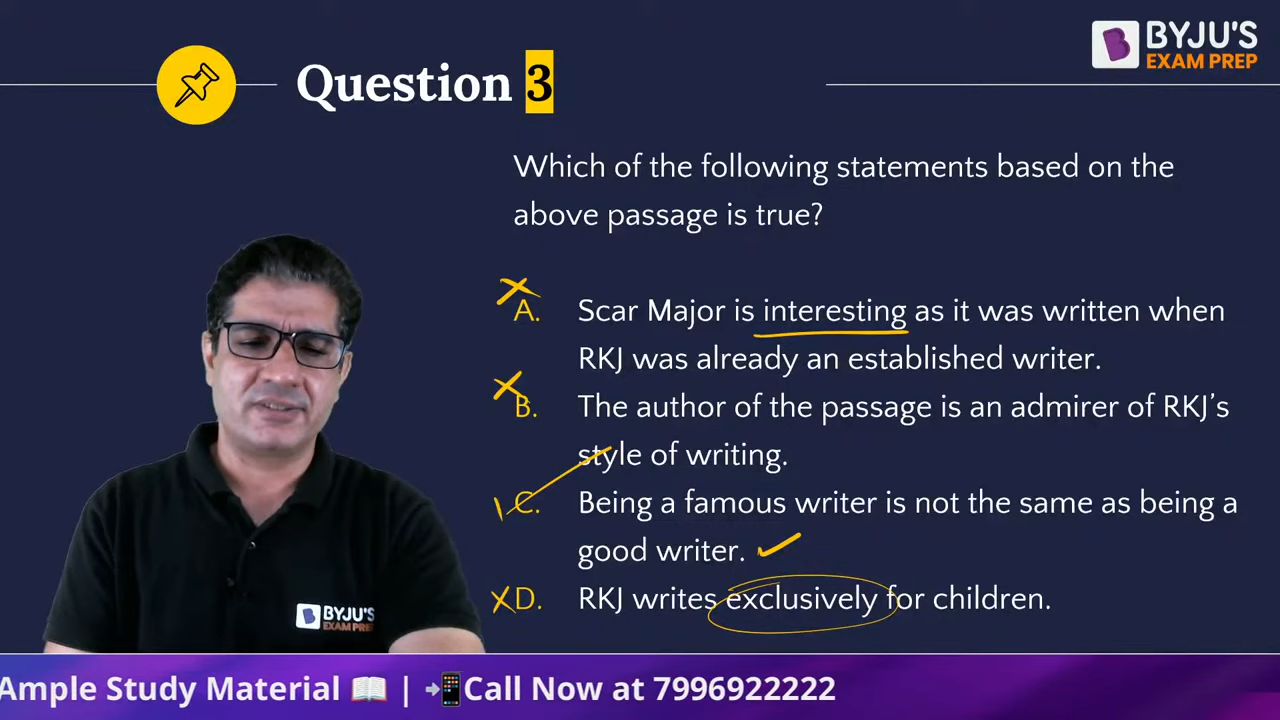 BYJU'S
EXAM PREP
Question 3
Which of the following statements based on the
above passage is true?
A. Scar Major is interesting as it was written when
RKJ was already an established writer.
B. The author of the passage is an admirer of RKJ's
style of writing.
C. Being a famous writer is not the same as being a
good writer.
D. RKJ writes exclusively for children.
BYJU'S
EXAM PREP
Ample Study Material 📖 | 📲Call Now at 7996922222